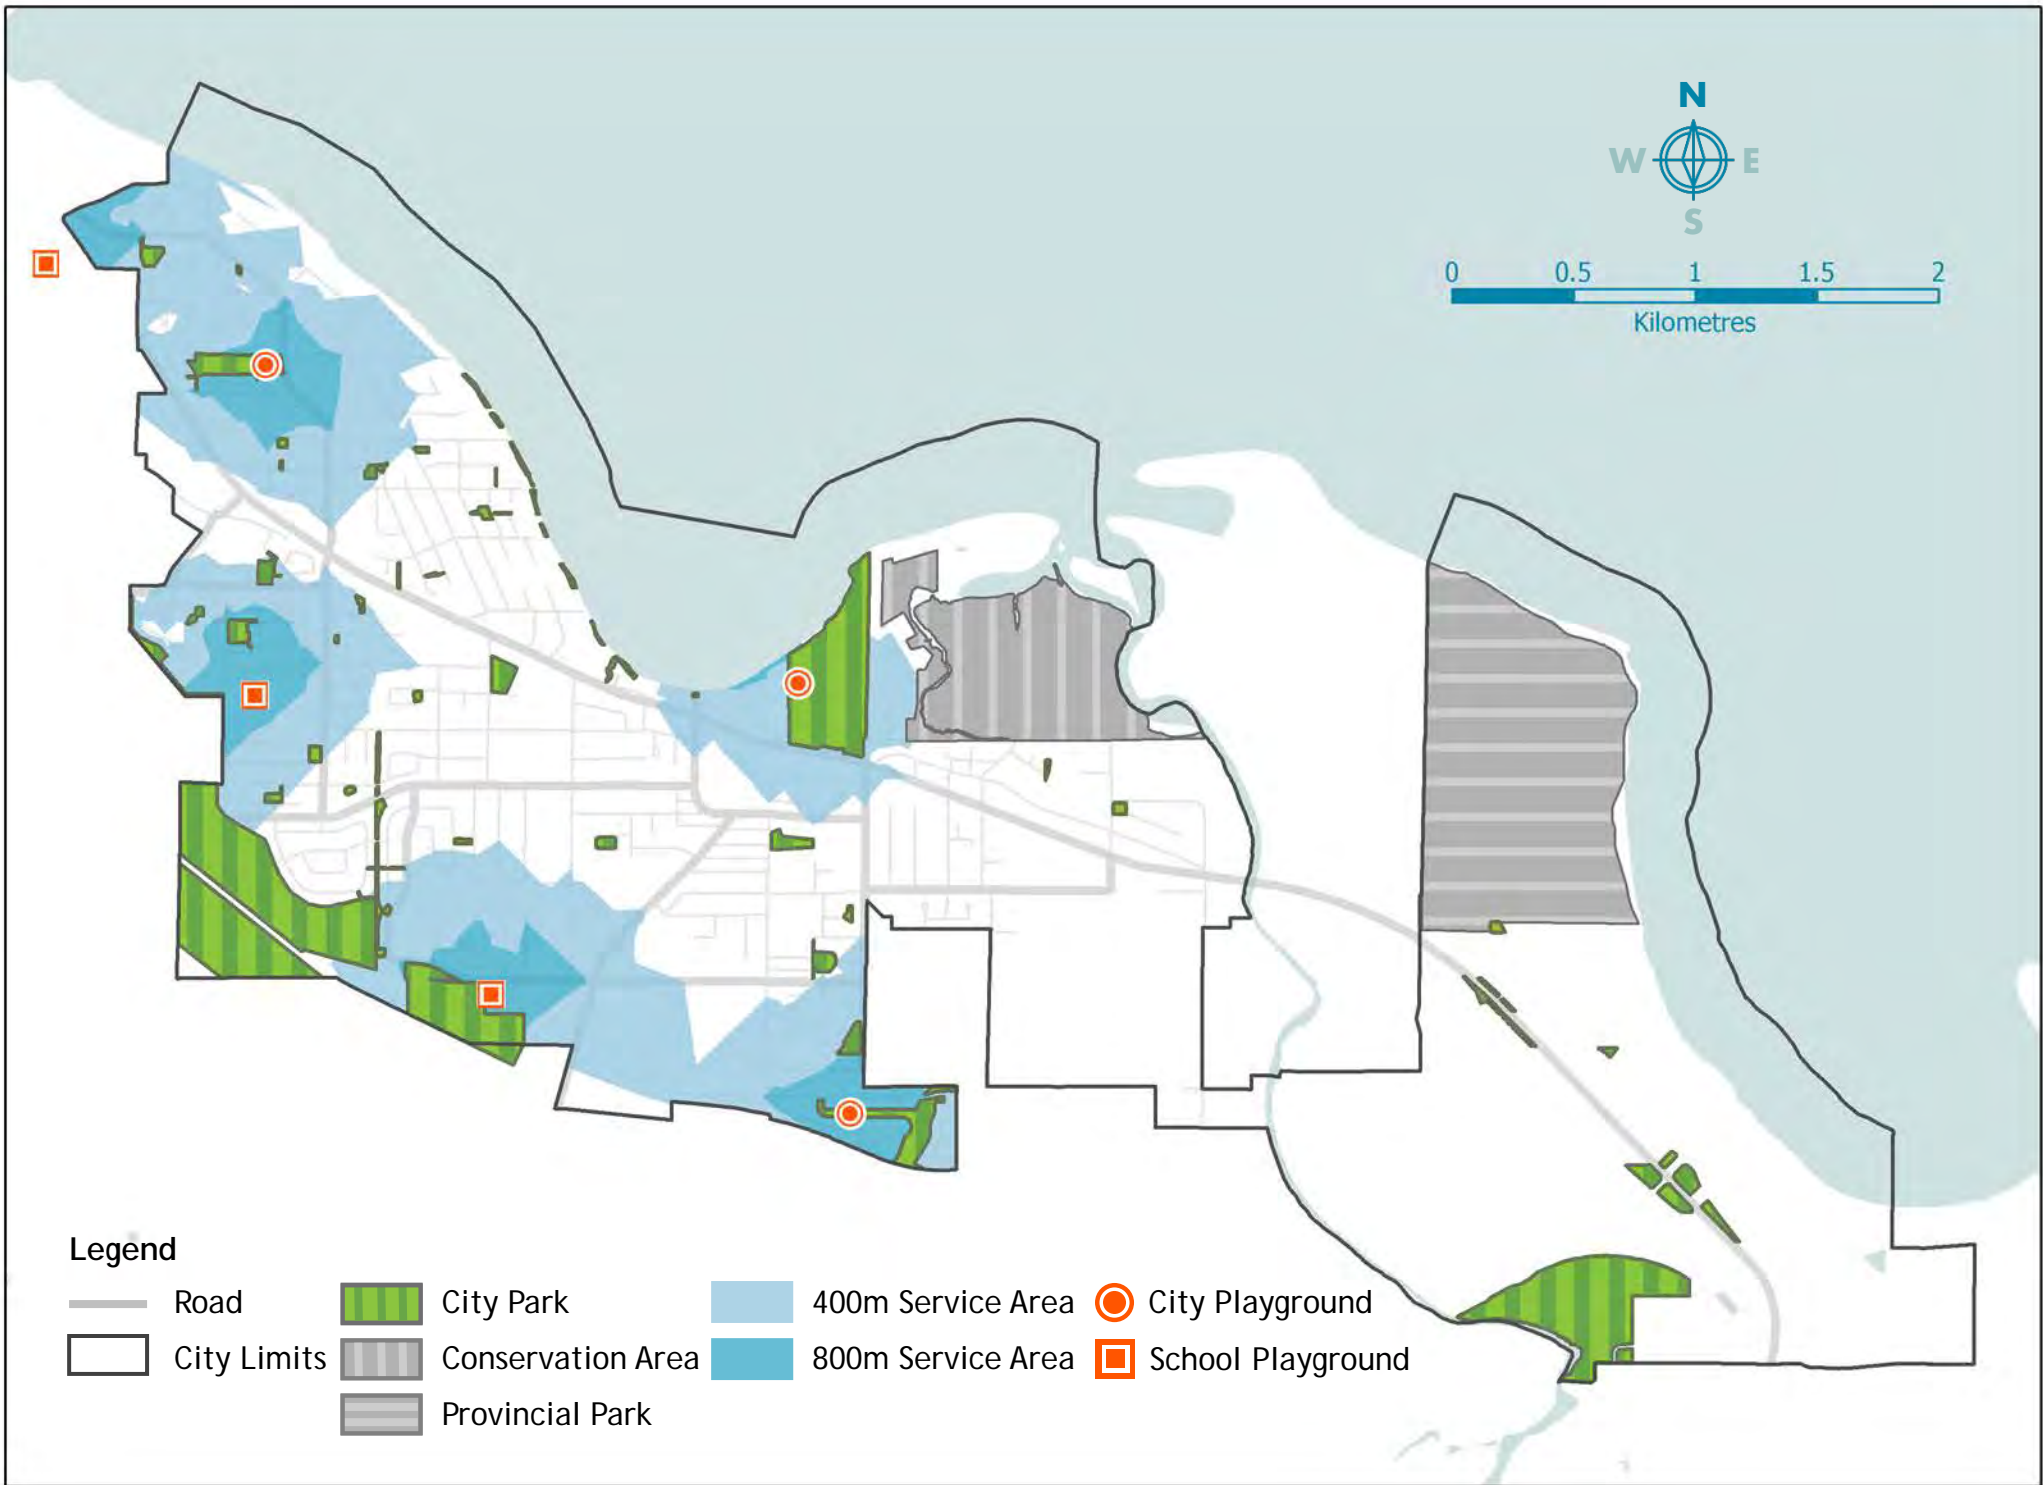 N
W E
S
0 0.5 1 1.5 2
Kilometres
Legend
Road
City Limits
City Park
Conservation Area
Provincial Park
400m Service Area
800m Service Area
City Playground
School Playground